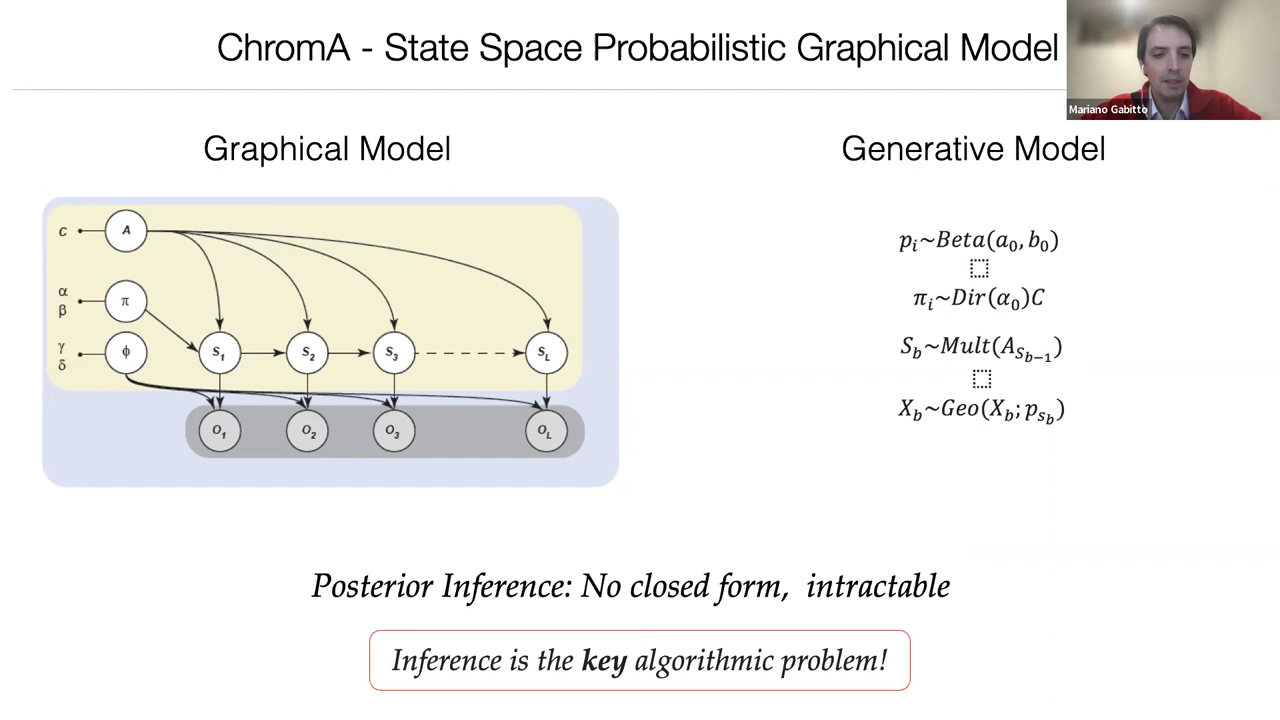 ChromA - State Space Probabilistic Graphical Model
Mariano Gabitto
Graphical Model
C
A
α
β
π
γ
δ
ϕ
S₁
S₂
S₃
S_L
O₁
O₂
O₃
O_L
Generative Model
pᵢ~Beta(a₀, b₀)
πᵢ~Dir(α₀)C
S_b~Mult(A_{S_{b−1}})
X_b~Geo(X_b; p_{s_b})
Posterior Inference: No closed form, intractable
Inference is the key algorithmic problem!